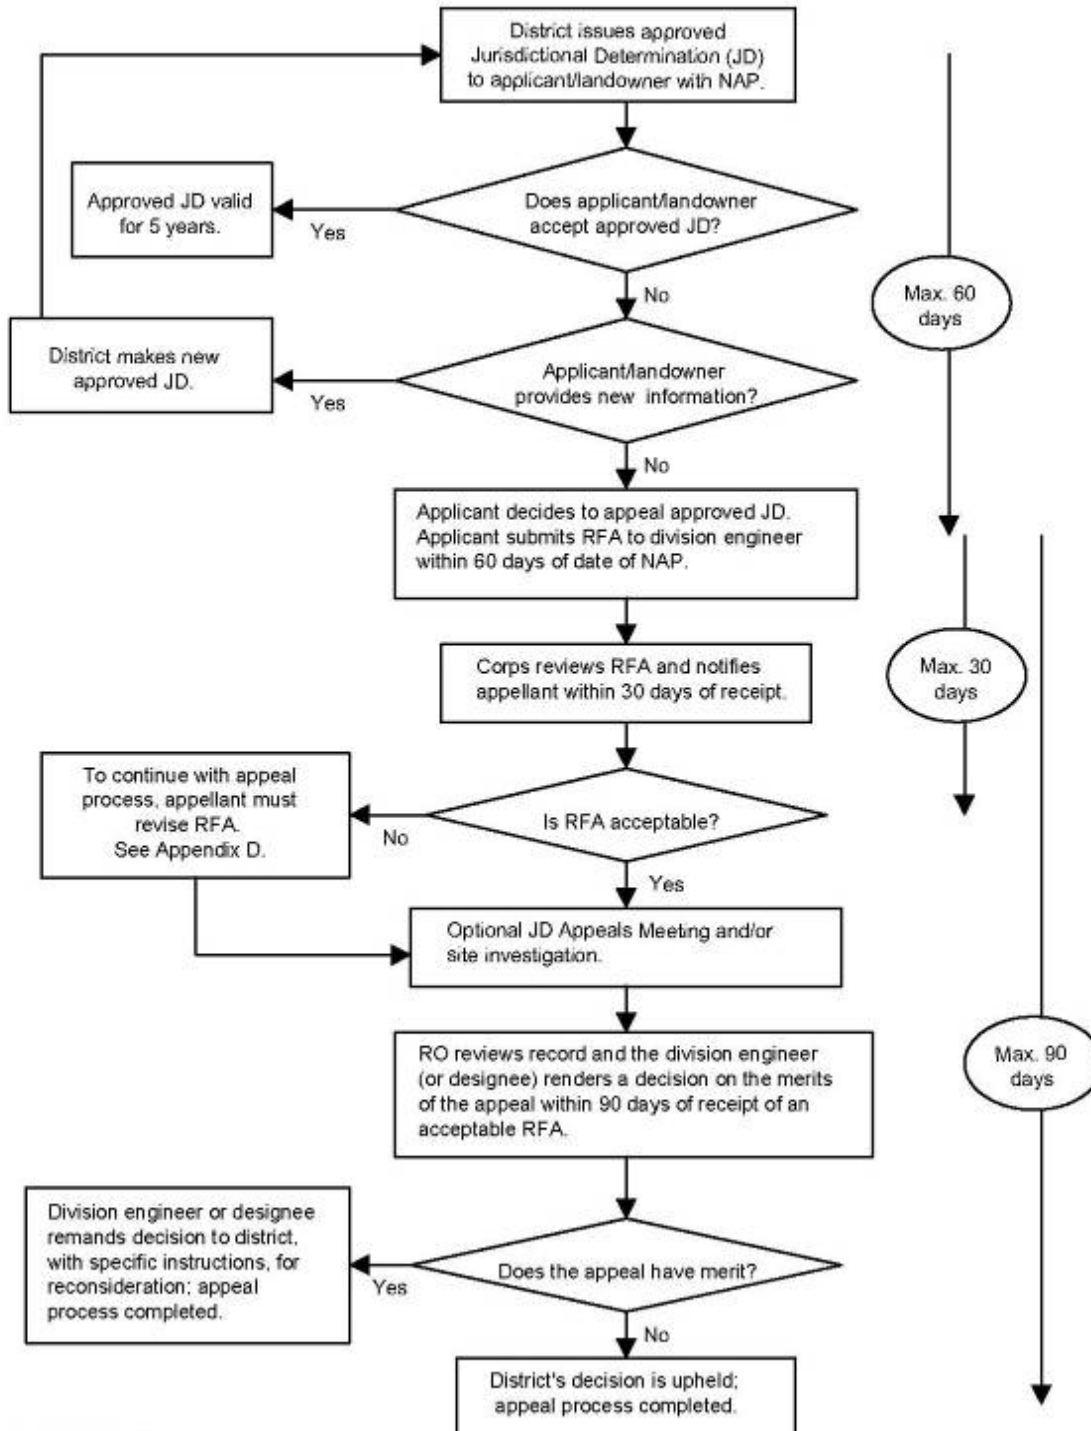 District issues approved
Jurisdictional Determination (JD)
to applicant/landowner with NAP.
Approved JD valid
for 5 years.
Yes
Does applicant/landowner
accept approved JD?
No
Max. 60
days
District makes new
approved JD.
Yes
Applicant/landowner
provides new information?
No
Applicant decides to appeal approved JD.
Applicant submits RFA to division engineer
within 60 days of date of NAP.
Corps reviews RFA and notifies
appellant within 30 days of receipt.
Max. 30
days
To continue with appeal
process, appellant must
revise RFA.
See Appendix D.
No
Is RFA acceptable?
Yes
Optional JD Appeals Meeting and/or
site investigation.
RO reviews record and the division engineer
(or designee) renders a decision on the merits
of the appeal within 90 days of receipt of an
acceptable RFA.
Max. 90
days
Division engineer or designee
remands decision to district,
with specific instructions, for
reconsideration; appeal
process completed.
Yes
Does the appeal have merit?
No
District's decision is upheld;
appeal process completed.